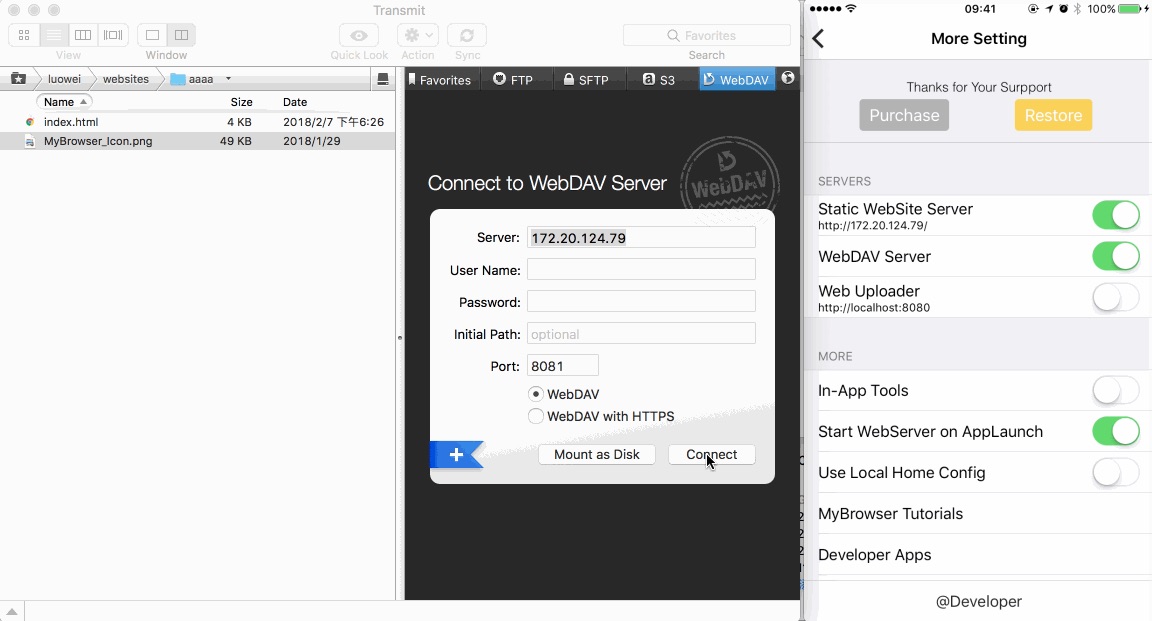 Transmit
View
Window
Quick Look
Action
Sync
Favorites
Search
luowei
websites
aaaa
Name
Size
Date
index.html
4 KB
2018/2/7 下午6:26
MyBrowser_Icon.png
49 KB
2018/1/29
Favorites
FTP
SFTP
S3
WebDAV
WebDAV
Connect to WebDAV Server
Server: 172.20.124.79
User Name:
Password:
Initial Path: optional
Port: 8081
WebDAV
WebDAV with HTTPS
Mount as Disk
Connect
09:41
100%
More Setting
Thanks for Your Surpport
Purchase
Restore
SERVERS
Static WebSite Server
http://172.20.124.79/
WebDAV Server
Web Uploader
http://localhost:8080
MORE
In-App Tools
Start WebServer on AppLaunch
Use Local Home Config
MyBrowser Tutorials
Developer Apps
@Developer